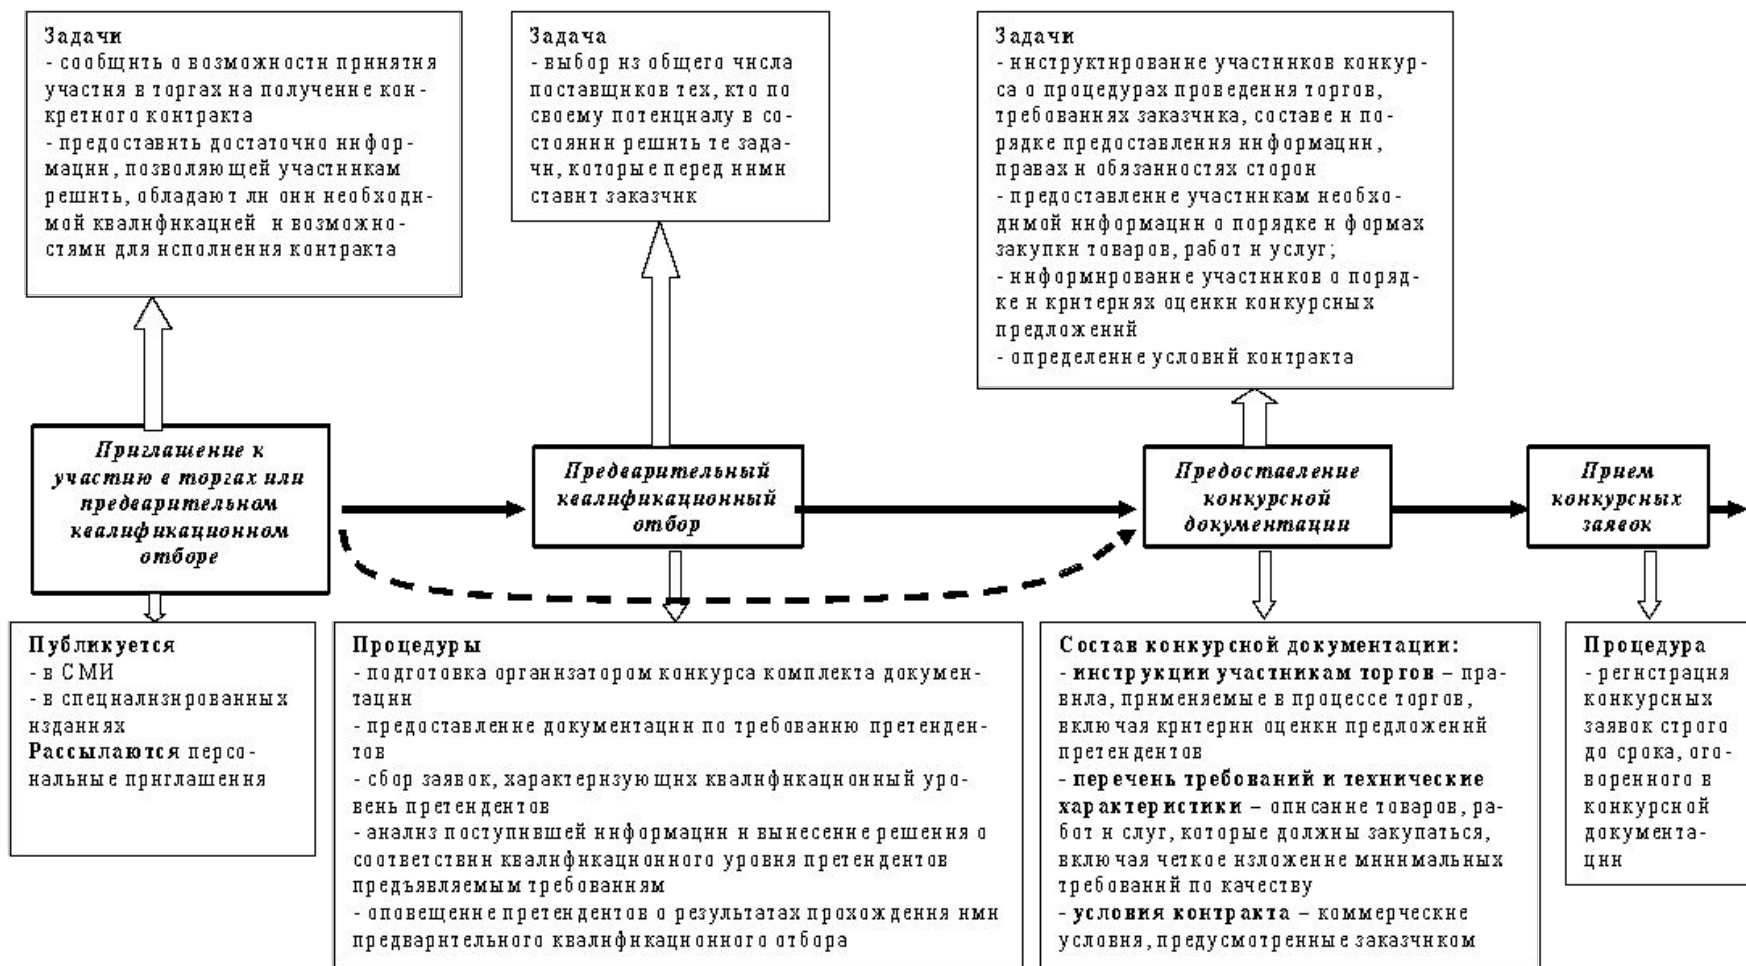 Задачи
- сообщить о возможности принятия
участия в торгах на получение кон-
кретного контракта
- предоставить достаточно инфор-
мации, позволяющей участникам
решить, обладают ли они необходи-
мой квалификацией и возможно-
стями для исполнения контракта
Задача
- выбор из общего числа
поставщиков тех, кто по
своему потенциалу в со-
стоянии решить те зада-
чи, которые перед ними
ставит заказчик
Задачи
- инструктирование участников конкур-
са о процедурах проведения торгов,
требованиях заказчика, составе и по-
рядке предоставления информации,
правах и обязанностях сторон
- предоставление участникам необхо-
димой информации о порядке и формах
закупки товаров, работ и услуг;
- информирование участников о поряд-
ке и критериях оценки конкурсных
предложений
- определение условий контракта
Приглашение к
участию в торгах или
предварительном
квалификационном
отборе
Предварительный
квалификационный
отбор
Предоставление
конкурсной
документации
Прием
конкурсных
заявок
Публикуется
- в СМИ
- в специализированных
изданиях
Рассылаются персо-
нальные приглашения
Процедуры
- подготовка организатором конкурса комплекта докумен-
тации
- предоставление документации по требованию претенден-
тов
- сбор заявок, характеризующих квалификационный уро-
вень претендентов
- анализ поступившей информации и вынесение решения о
соответствии квалификационного уровня претендентов
предъявляемым требованиям
- оповещение претендентов о результатах прохождения ими
предварительного квалификационного отбора
Состав конкурсной документации:
- инструкции участникам торгов – пра-
вила, применяемые в процессе торгов,
включая критерии оценки предложений
претендентов
- перечень требований и технические
характеристики – описание товаров, ра-
бот и слуг, которые должны закупаться,
включая четкое изложение минимальных
требований по качеству
- условия контракта – коммерческие
условия, предусмотренные заказчиком
Процедура
- регистрация
конкурсных
заявок строго
до срока, ого-
воренного в
конкурсной
документа-
ции